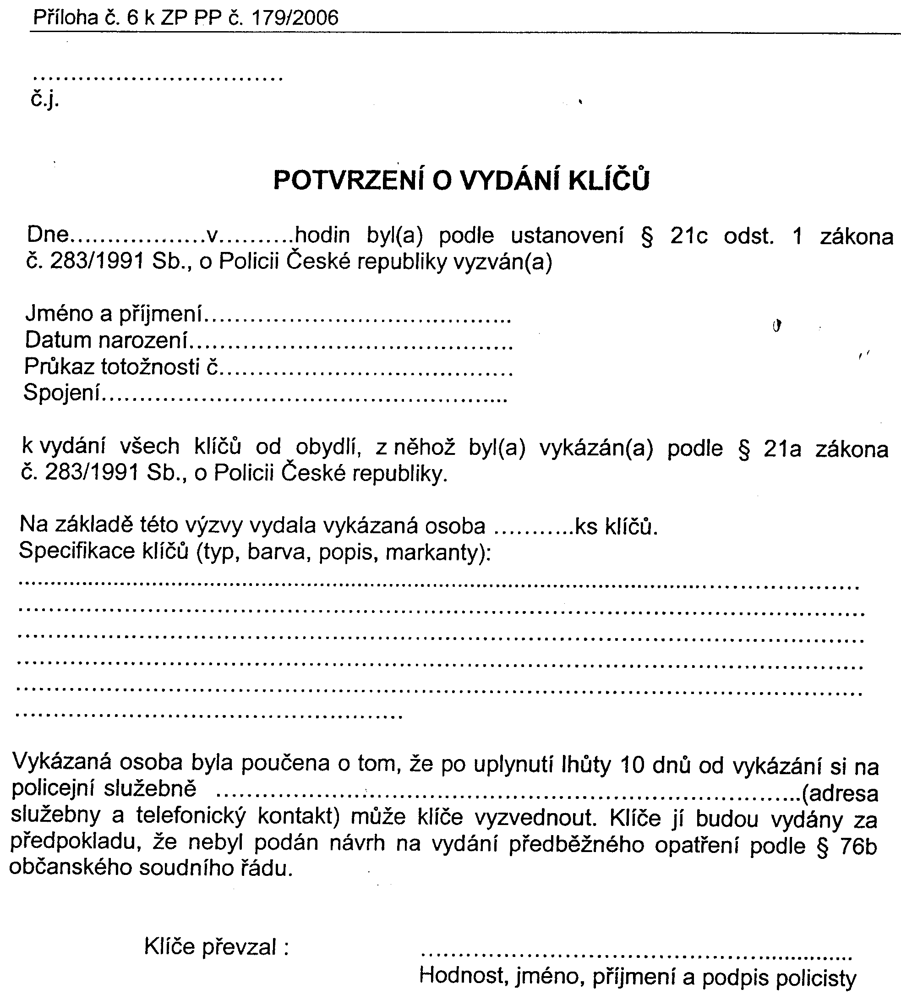 Příloha č. 6 k ZP PP č. 179/2006
.................................
č.j.
POTVRZENÍ O VYDÁNÍ KLÍČŮ
Dne..................v..........hodin byl(a) podle ustanovení § 21c odst. 1 zákona
č. 283/1991 Sb., o Policii České republiky vyzván(a)
Jméno a příjmení........................................
Datum narození..........................................
Průkaz totožnosti č......................................
Spojení.....................................................
k vydání všech klíčů od obydlí, z něhož byl(a) vykázán(a) podle § 21a zákona
č. 283/1991 Sb., o Policii České republiky.
Na základě této výzvy vydala vykázaná osoba ...........ks klíčů.
Specifikace klíčů (typ, barva, popis, markanty):
..............................................................................................................
..............................................................................................................
..............................................................................................................
..............................................................................................................
..............................................................................................................
...................................................
Vykázaná osoba byla poučena o tom, že po uplynutí lhůty 10 dnů od vykázání si na
policejní služebně ............................................................................(adresa
služebny a telefonický kontakt) může klíče vyzvednout. Klíče jí budou vydány za
předpokladu, že nebyl podán návrh na vydání předběžného opatření podle § 76b
občanského soudního řádu.
Klíče převzal : ........................................................
Hodnost, jméno, příjmení a podpis policisty